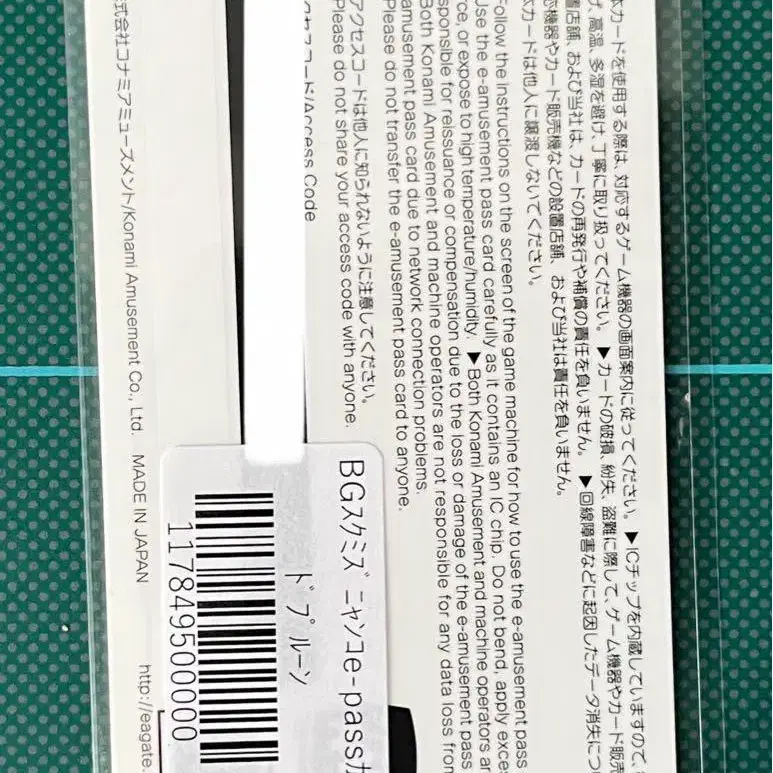 本カードを使用する際は、対応するゲーム機器の画面案内に従ってください。▶ICチップを内蔵していますので、
高温、多湿を避け、丁寧に取り扱ってください。▶カードの破損、紛失、盗難に際して、ゲーム機器やカード販売
置店舗、および当社は、カードの再発行や補償の責任を負いません。▶回線障害などに起因したデータ消失につ
機器やカード販売機などの設置店舗、および当社は責任を負いません。
本カードは他人に譲渡しないでください。
Follow the instructions on the screen of the game machine for how to use the e-amusement pass
Use the e-amusement pass card carefully as it contains an IC chip. Do not bend, apply exces
ce, or expose to high temperature/humidity. ▶Both Konami Amusement and machine operators ar
sponsible for reissuance or compensation due to the loss or damage of the e-amusement pass
Both Konami Amusement and machine operators are not responsible for any data loss from
amusement pass card due to network connection problems.
Please do not transfer the e-amusement pass card to anyone.
アクセスコードは他人に知られないように注意してください。
Please do not share your access code with anyone.
クセスコード/Access Code
株式会社コナミアミューズメント/Konami Amusement Co., Ltd. MADE IN JAPAN http://eagate.
BGスクミズ ニャンコe-passカ
ド プルーン
117849500000